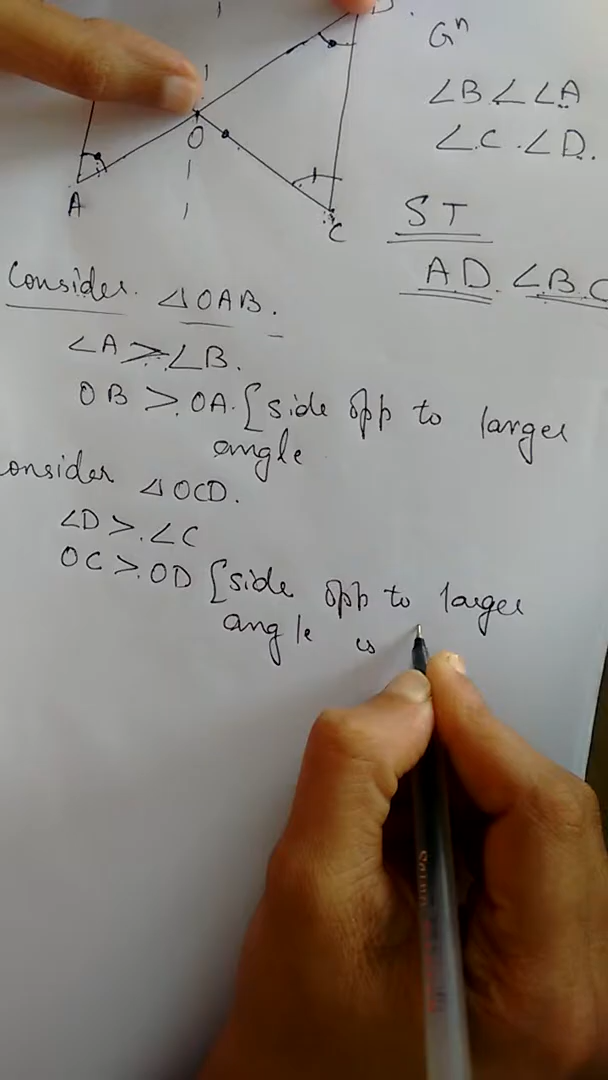 Gⁿ
∠B < ∠A
∠C < ∠D.
O
A
C
ST
AD < BC
Consider △OAB.
∠A > ∠B.
OB > OA. [side opp to larger
angle
onsider △OCD.
∠D > ∠C
OC > OD [side opp to larger
angle is